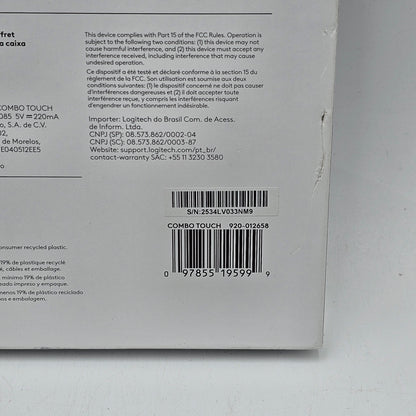 ffret
a caixa
This device complies with Part 15 of the FCC Rules. Operation is
subject to the following two conditions: (1) this device may not
cause harmful interference, and (2) this device must accept any
interference received, including interference that may cause
undesired operation.
Ce dispositif a été testé et déclaré conforme à la section 15 du
règlement de la FCC. Son utilisation est soumise aux deux
conditions suivantes: (1) le dispositif concerné ne doit pas causer
d'interférences dangereuses et (2) il doit accepter toute
interférence reçue, y compris les interférences risquant
d'engendrer un fonctionnement indésirable.
COMBO TOUCH
085 5V ⎓ 220mA
o, S.A. de C.V.
02,
de Morelos,
E040512EE5
o
Importer: Logitech do Brasil Com. de Acess.
de Inform. Ltda.
CNPJ (SP): 08.573.862/0002-04
CNPJ (SC): 08.573.862/0003-87
Website: support.logitech.com/pt_br/
contact-warranty SAC: +55 11 3230 3580
S/N:2534LV033NM9
COMBO TOUCH 920-012658
0 97855 19599 9
onsumer recycled plastic.
19% de plastique recyclé
é, câbles et emballage.
mínimo 19% de plástico
eado impreso y empaque.
menos 19% de plástico reciclado
os e embalagem.